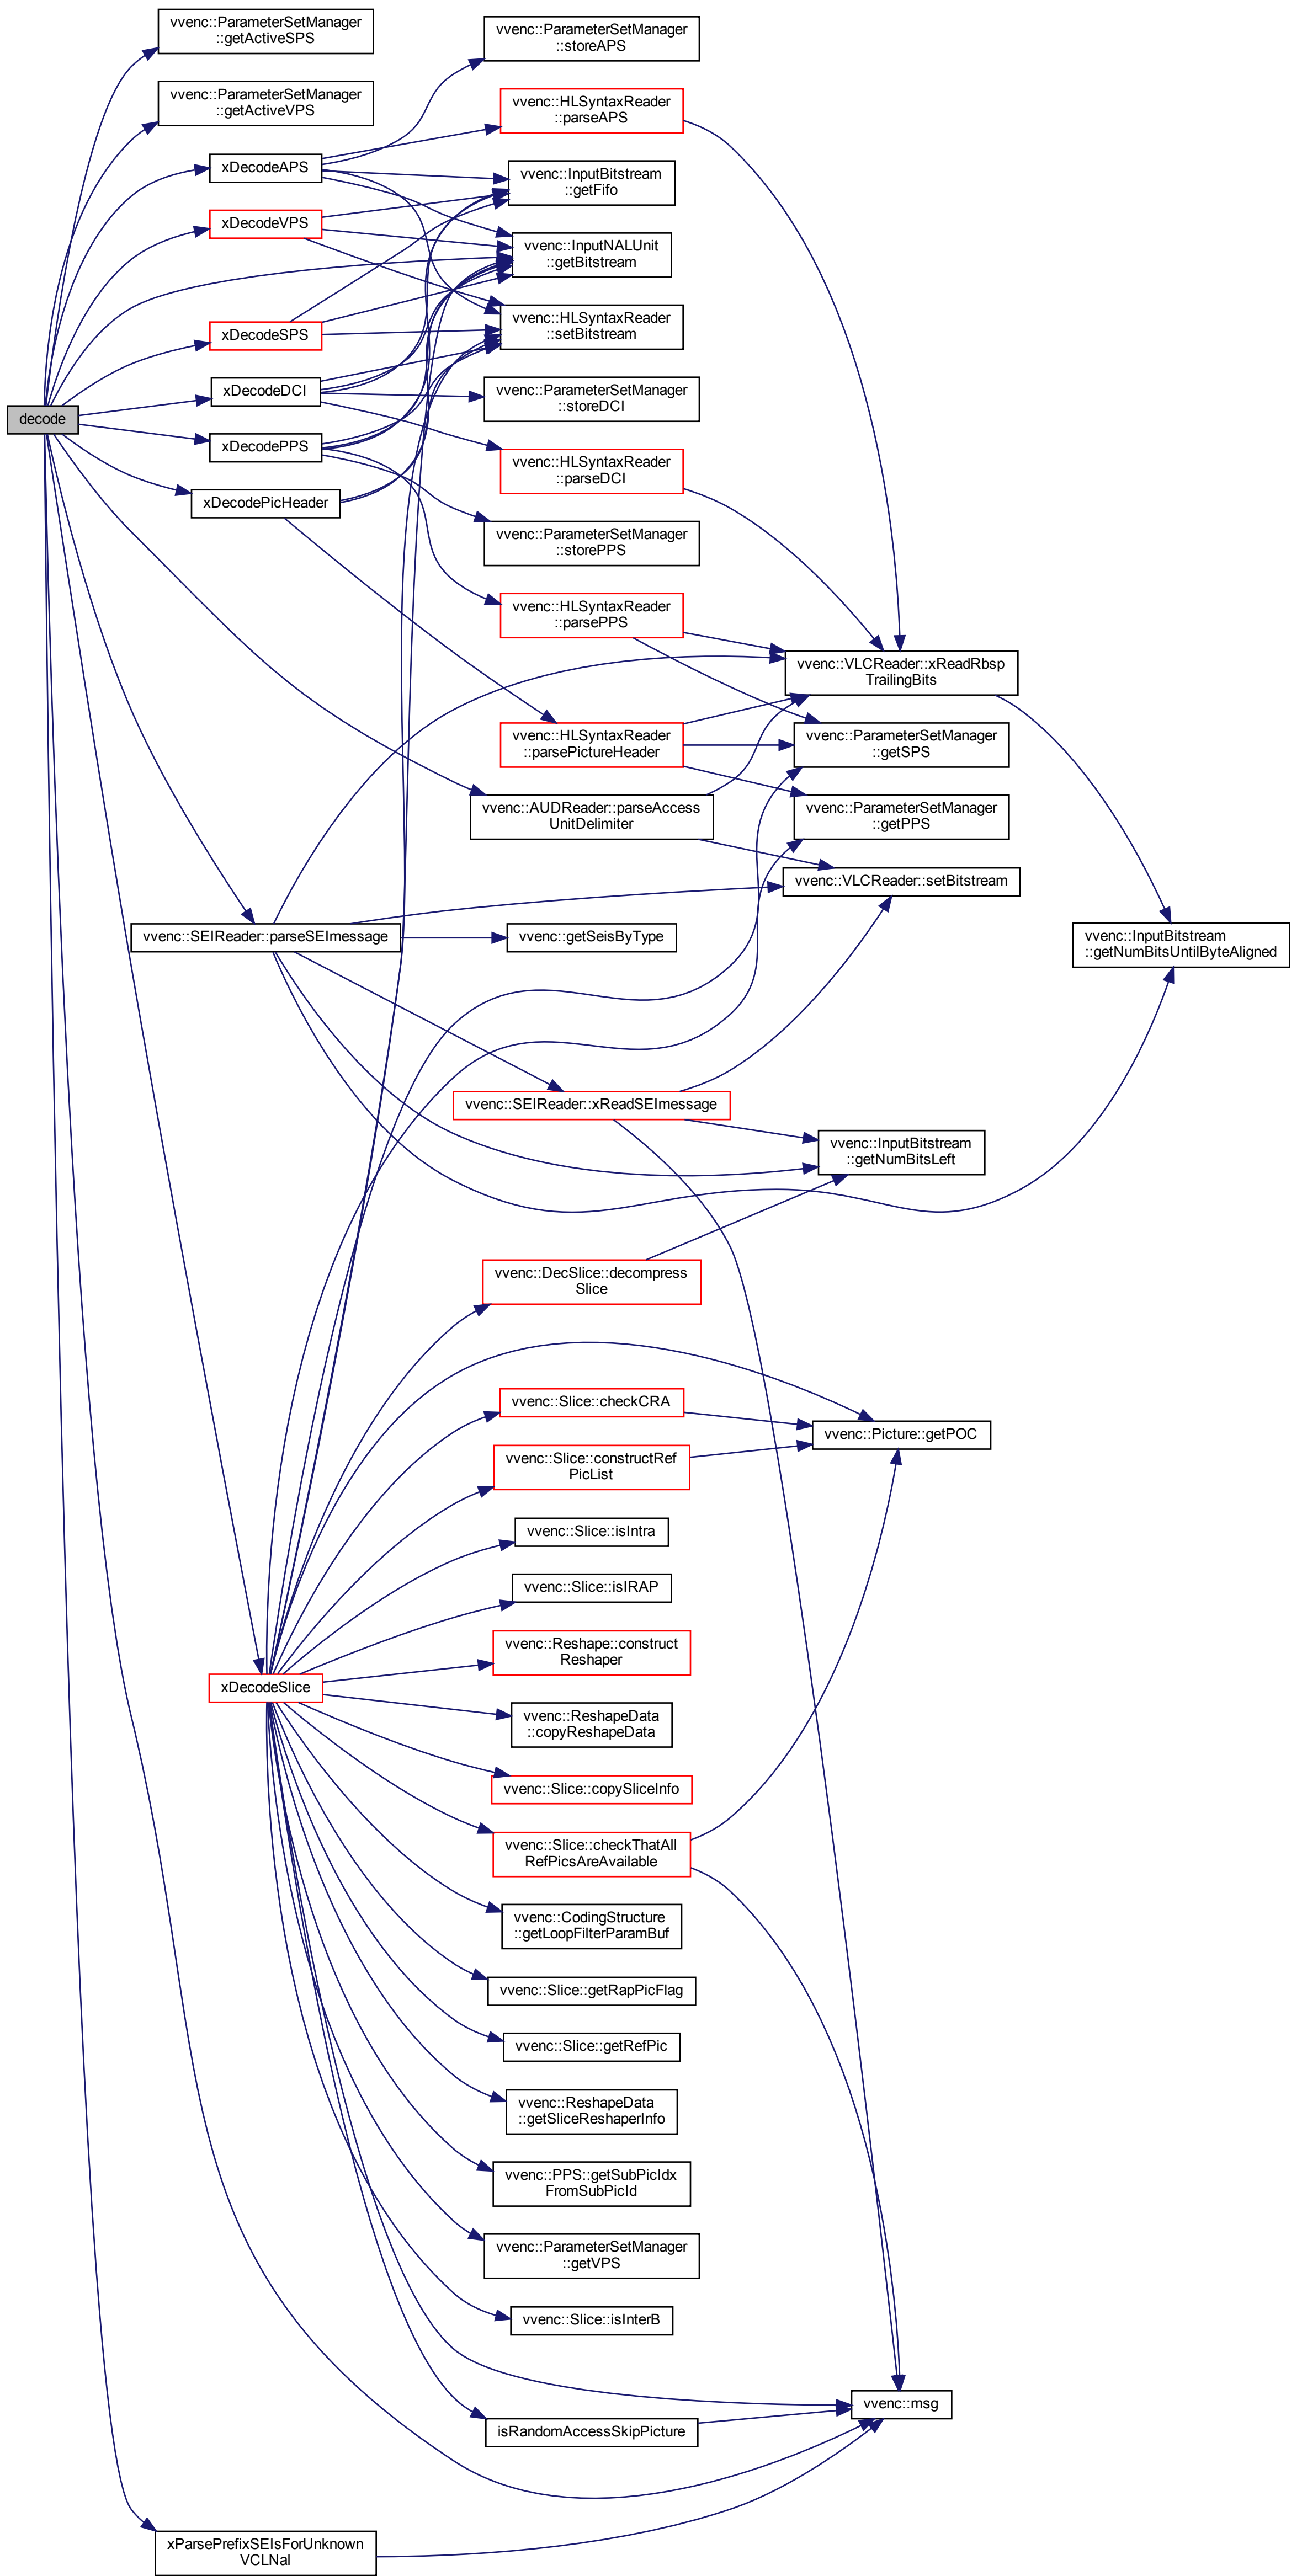 vvenc::ParameterSetManager
::getActiveSPS
vvenc::ParameterSetManager
::storeAPS
vvenc::ParameterSetManager
::getActiveVPS
vvenc::HLSyntaxReader
::parseAPS
xDecodeAPS
vvenc::InputBitstream
::getFifo
xDecodeVPS
vvenc::InputNALUnit
::getBitstream
xDecodeSPS
vvenc::HLSyntaxReader
::setBitstream
xDecodeDCI
vvenc::ParameterSetManager
::storeDCI
decode
xDecodePPS
vvenc::HLSyntaxReader
::parseDCI
xDecodePicHeader
vvenc::ParameterSetManager
::storePPS
vvenc::HLSyntaxReader
::parsePPS
vvenc::VLCReader::xReadRbsp
TrailingBits
vvenc::HLSyntaxReader
::parsePictureHeader
vvenc::ParameterSetManager
::getSPS
vvenc::AUDReader::parseAccess
UnitDelimiter
vvenc::ParameterSetManager
::getPPS
vvenc::VLCReader::setBitstream
vvenc::SEIReader::parseSEImessage
vvenc::getSeisByType
vvenc::InputBitstream
::getNumBitsUntilByteAligned
vvenc::SEIReader::xReadSEImessage
vvenc::InputBitstream
::getNumBitsLeft
vvenc::DecSlice::decompress
Slice
vvenc::Slice::checkCRA
vvenc::Picture::getPOC
vvenc::Slice::constructRef
PicList
vvenc::Slice::isIntra
vvenc::Slice::isIRAP
vvenc::Reshape::construct
Reshaper
xDecodeSlice
vvenc::ReshapeData
::copyReshapeData
vvenc::Slice::copySliceInfo
vvenc::Slice::checkThatAll
RefPicsAreAvailable
vvenc::CodingStructure
::getLoopFilterParamBuf
vvenc::Slice::getRapPicFlag
vvenc::Slice::getRefPic
vvenc::ReshapeData
::getSliceReshaperInfo
vvenc::PPS::getSubPicIdx
FromSubPicId
vvenc::ParameterSetManager
::getVPS
vvenc::Slice::isInterB
vvenc::msg
isRandomAccessSkipPicture
xParsePrefixSEIsForUnknown
VCLNal